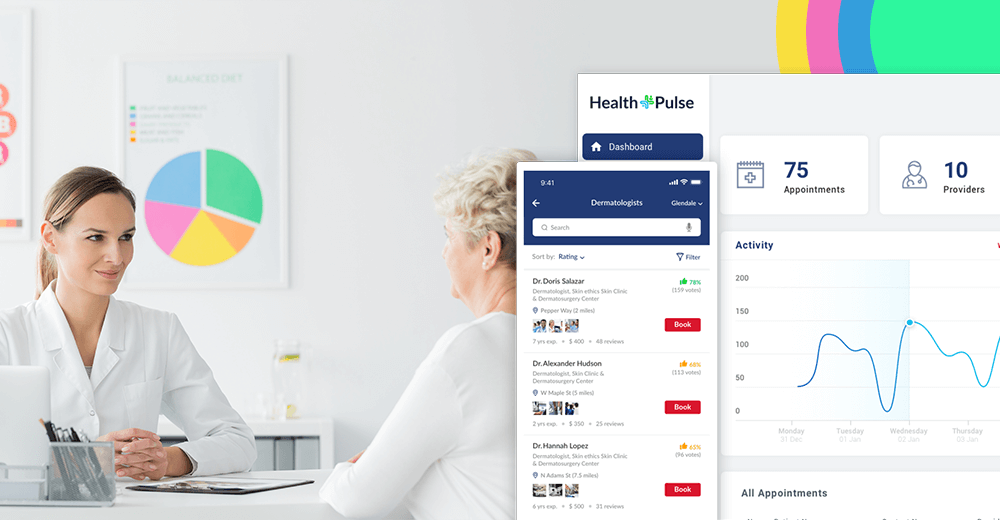 BALANCED DIET
Health Pulse
Dashboard
75
Appointments
10
Providers
Activity
200
150
100
50
0
Monday
31 Dec
Tuesday
01 Jan
Wednesday
02 Jan
Thursday
All Appointments
9:41
Dermatologists
Glendale
Search
Sort by: Rating
Filter
Dr. Doris Salazar
78%
(159 votes)
Dermatologist, Skin ethics Skin Clinic
& Dermatosurgery Center
Pepper Way (2 miles)
Book
7 yrs exp. • $ 400 • 48 reviews
Dr. Alexander Hudson
68%
(113 votes)
Dermatologist, Skin Clinic &
Dermatosurgery Center
W Maple St (5 miles)
Book
2 yrs exp. • $ 350 • 25 reviews
Dr. Hannah Lopez
65%
(96 votes)
Dermatologist, Skin ethics Skin Clinic
& Dermatosurgery Center
N Adams St (7.5 miles)
Book
6 yrs exp. • $ 500 • 31 reviews